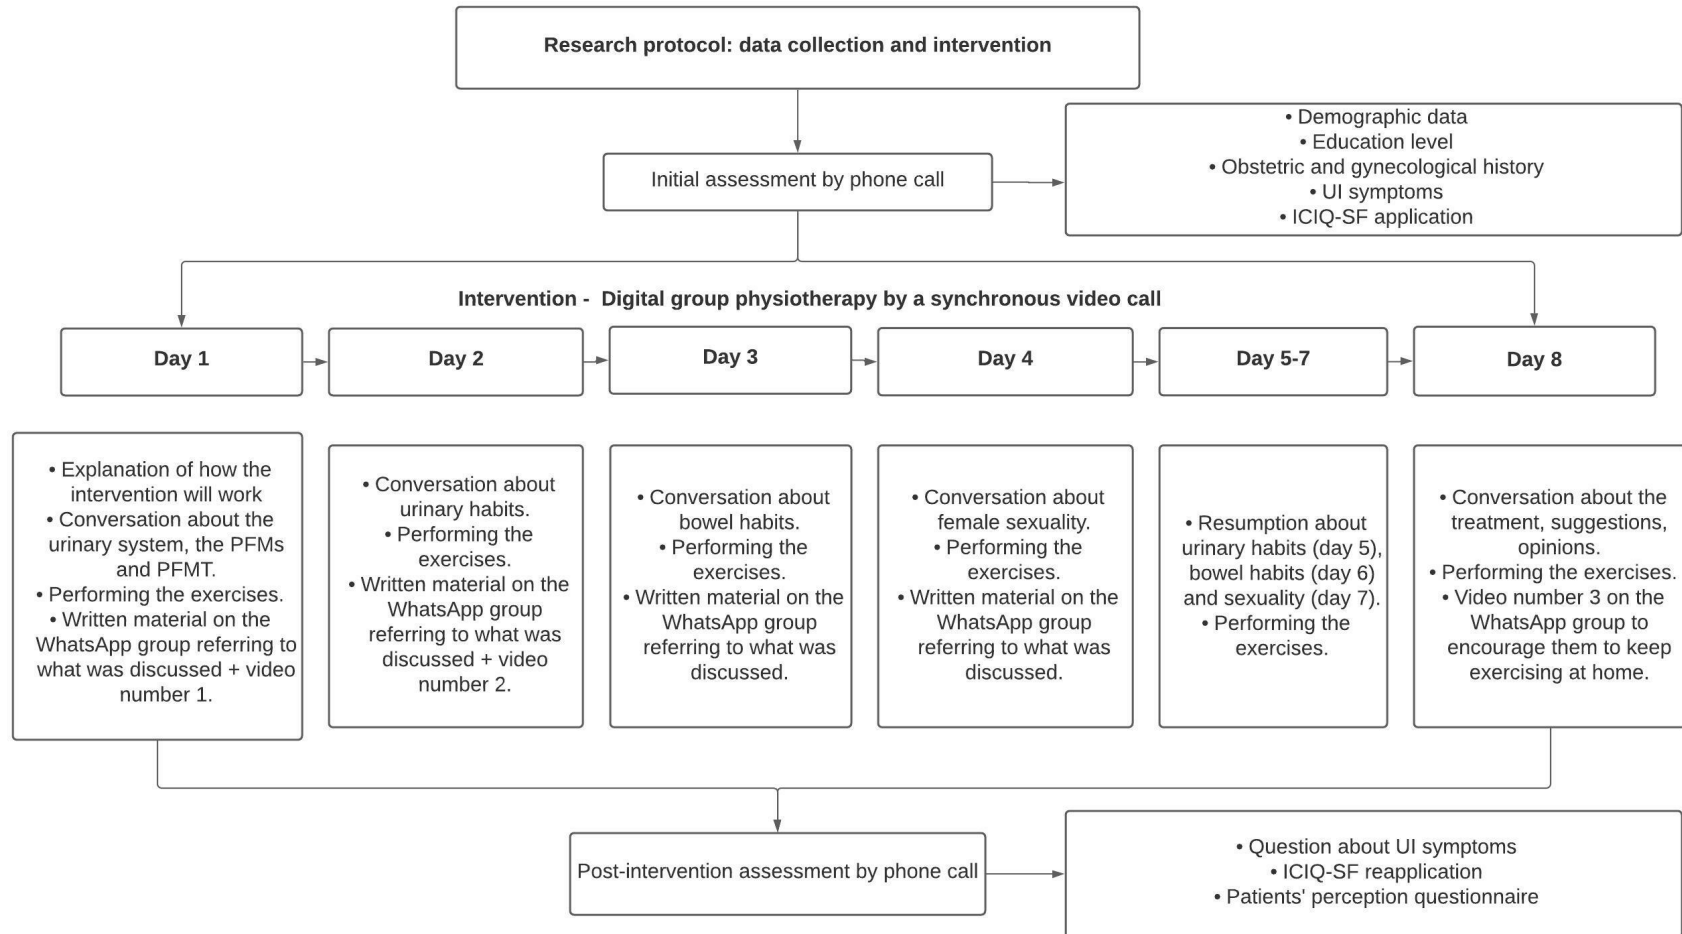 Research protocol: data collection and intervention
Initial assessment by phone call
• Demographic data
• Education level
• Obstetric and gynecological history
• UI symptoms
• ICIQ-SF application
Intervention - Digital group physiotherapy by a synchronous video call
Day 1
Day 2
Day 3
Day 4
Day 5-7
Day 8
• Explanation of how the
intervention will work
• Conversation about the
urinary system, the PFMs
and PFMT.
• Performing the exercises.
• Written material on the
WhatsApp group referring to
what was discussed + video
number 1.
• Conversation about
urinary habits.
• Performing the
exercises.
• Written material on the
WhatsApp group
referring to what was
discussed + video
number 2.
• Conversation about
bowel habits.
• Performing the
exercises.
• Written material on the
WhatsApp group
referring to what was
discussed.
• Conversation about
female sexuality.
• Performing the
exercises.
• Written material on the
WhatsApp group
referring to what was
discussed.
• Resumption about
urinary habits (day 5),
bowel habits (day 6)
and sexuality (day 7).
• Performing the
exercises.
• Conversation about the
treatment, suggestions,
opinions.
• Performing the exercises.
• Video number 3 on the
WhatsApp group to
encourage them to keep
exercising at home.
Post-intervention assessment by phone call
• Question about UI symptoms
• ICIQ-SF reapplication
• Patients' perception questionnaire